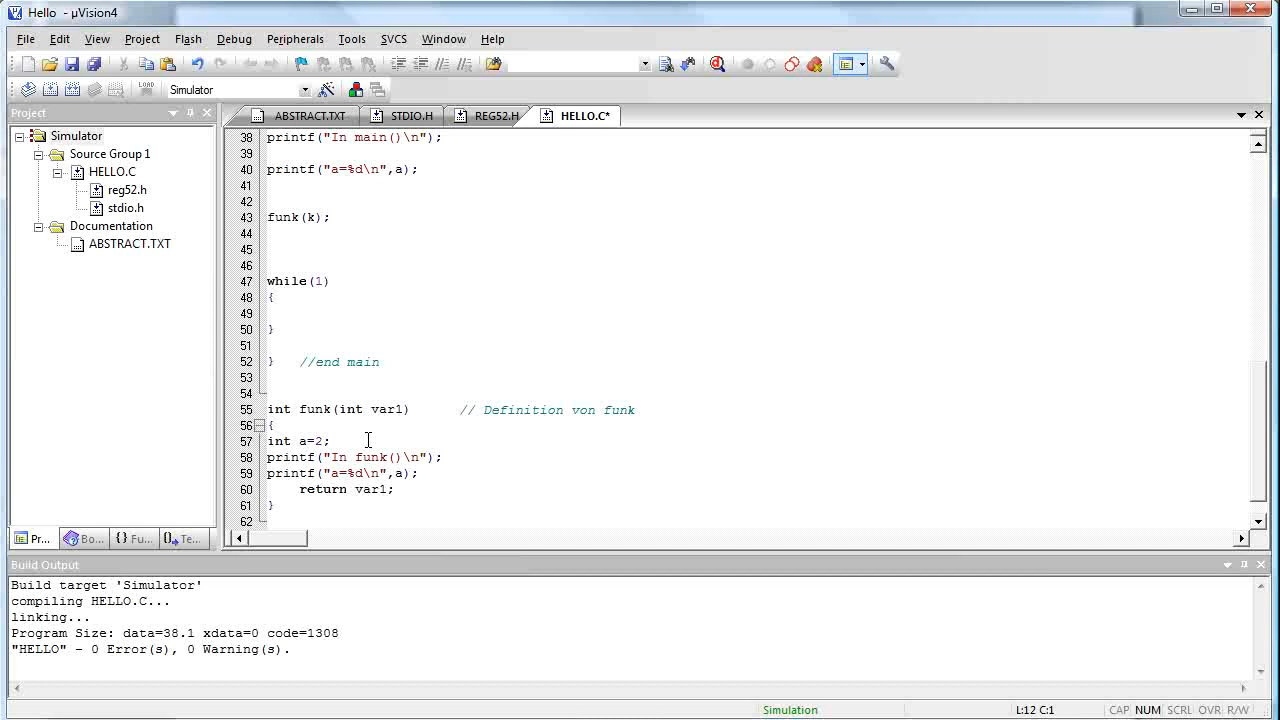 Hello - µVision4
File Edit View Project Flash Debug Peripherals Tools SVCS Window Help
LOAD Simulator
Project
Simulator
Source Group 1
HELLO.C
reg52.h
stdio.h
Documentation
ABSTRACT.TXT
Pr... Bo... {} Fu... {} Te...
ABSTRACT.TXT STDIO.H REG52.H HELLO.C*
38 printf("In main()\n");
39
40 printf("a=%d\n",a);
41
42
43 funk(k);
44
45
46
47 while(1)
48 {
49
50 }
51
52 } //end main
53
54
55 int funk(int var1) // Definition von funk
56 {
57 int a=2;
58 printf("In funk()\n");
59 printf("a=%d\n",a);
60 return var1;
61 }
62
Build Output
Build target 'Simulator'
compiling HELLO.C...
linking...
Program Size: data=38.1 xdata=0 code=1308
"HELLO" - 0 Error(s), 0 Warning(s).
Simulation L:12 C:1 CAP NUM SCRL OVR R/W